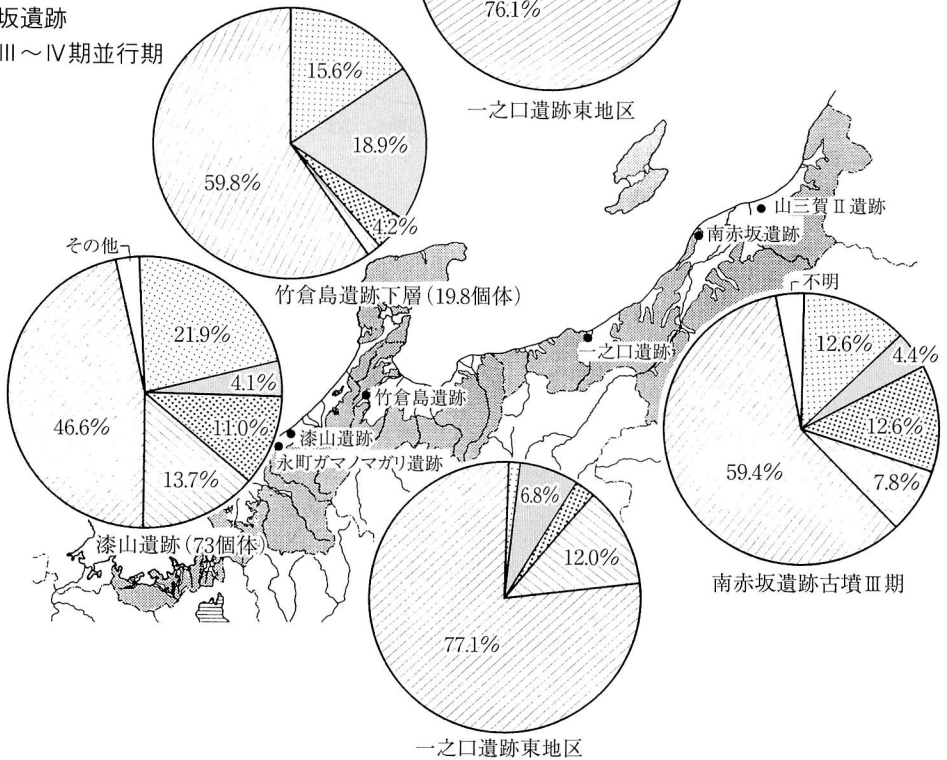 坂遺跡
Ⅲ～Ⅳ期並行期
76.1%
一之口遺跡東地区
15.6%
18.9%
4.2%
59.8%
竹倉島遺跡下層(19.8個体)
その他
21.9%
4.1%
11.0%
13.7%
46.6%
漆山遺跡(73個体)
山三賀Ⅱ遺跡
南赤坂遺跡
一之口遺跡
竹倉島遺跡
漆山遺跡
永町ガマノマガリ遺跡
不明
12.6%
4.4%
12.6%
7.8%
59.4%
南赤坂遺跡古墳Ⅲ期
6.8%
12.0%
77.1%
一之口遺跡東地区